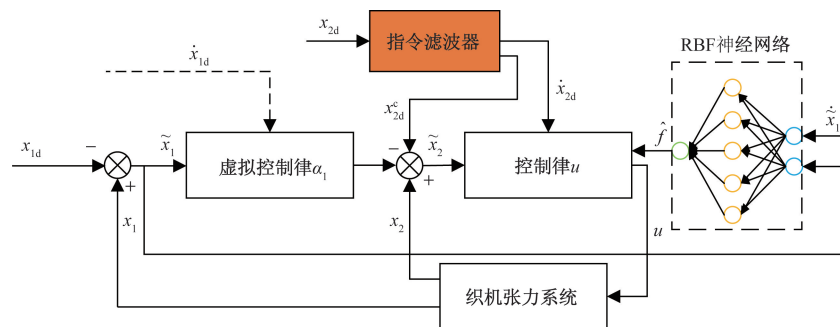 x₂d
指令滤波器
RBF神经网络
ẋ₁d
xᶜ₂d
ẋ₂d
x₁d
−
+
x̃₁
虚拟控制律α₁
−
+
x̃₂
控制律u
f̂
x̃̇₁
x₁
x₂
u
织机张力系统